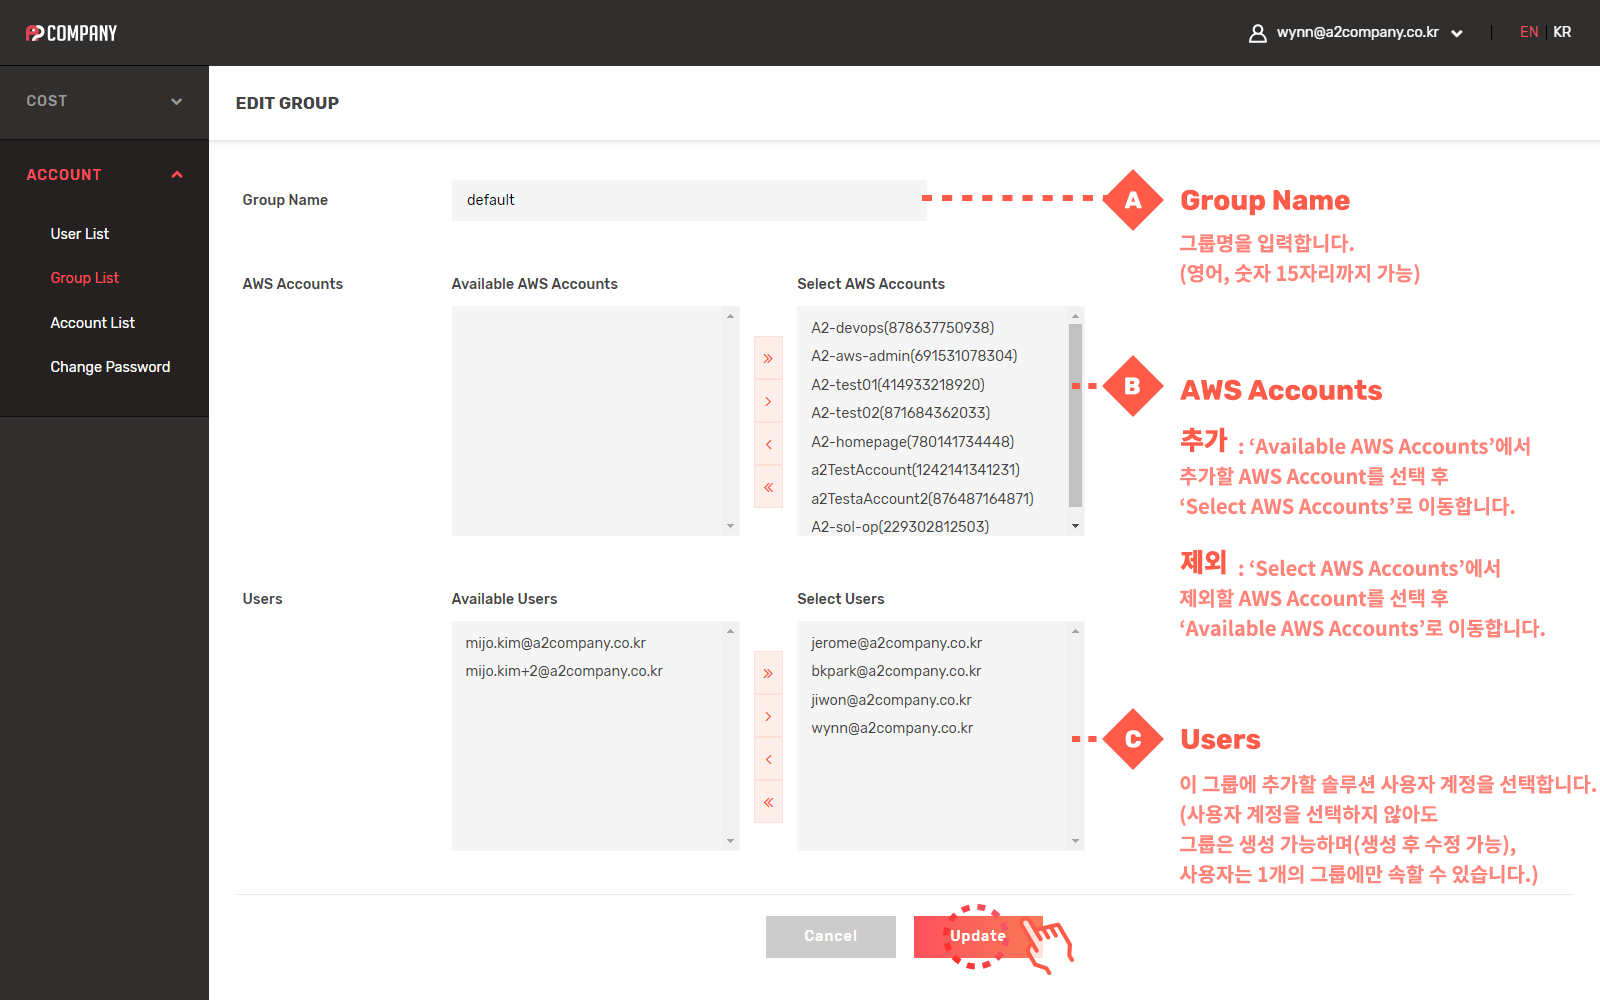 A2 COMPANY
wynn@a2company.co.kr
EN | KR
COST
ACCOUNT
User List
Group List
Account List
Change Password
EDIT GROUP
Group Name
default
A
Group Name
그룹명을 입력합니다.
(영어, 숫자 15자리까지 가능)
AWS Accounts
Available AWS Accounts
Select AWS Accounts
A2-devops(878637750938)
A2-aws-admin(691531078304)
A2-test01(414933218920)
A2-test02(871684362033)
A2-homepage(780141734448)
a2TestAccount(1242141341231)
a2TestaAccount2(876487164871)
A2-sol-op(229302812503)
B
AWS Accounts
추가 : ‘Available AWS Accounts’에서
추가할 AWS Account를 선택 후
‘Select AWS Accounts’로 이동합니다.
제외 : ‘Select AWS Accounts’에서
제외할 AWS Account를 선택 후
‘Available AWS Accounts’로 이동합니다.
Users
Available Users
mijo.kim@a2company.co.kr
mijo.kim+2@a2company.co.kr
Select Users
jerome@a2company.co.kr
bkpark@a2company.co.kr
jiwon@a2company.co.kr
wynn@a2company.co.kr
C
Users
이 그룹에 추가할 솔루션 사용자 계정을 선택합니다.
(사용자 계정을 선택하지 않아도
그룹은 생성 가능하며(생성 후 수정 가능),
사용자는 1개의 그룹에만 속할 수 있습니다.)
Cancel
Update